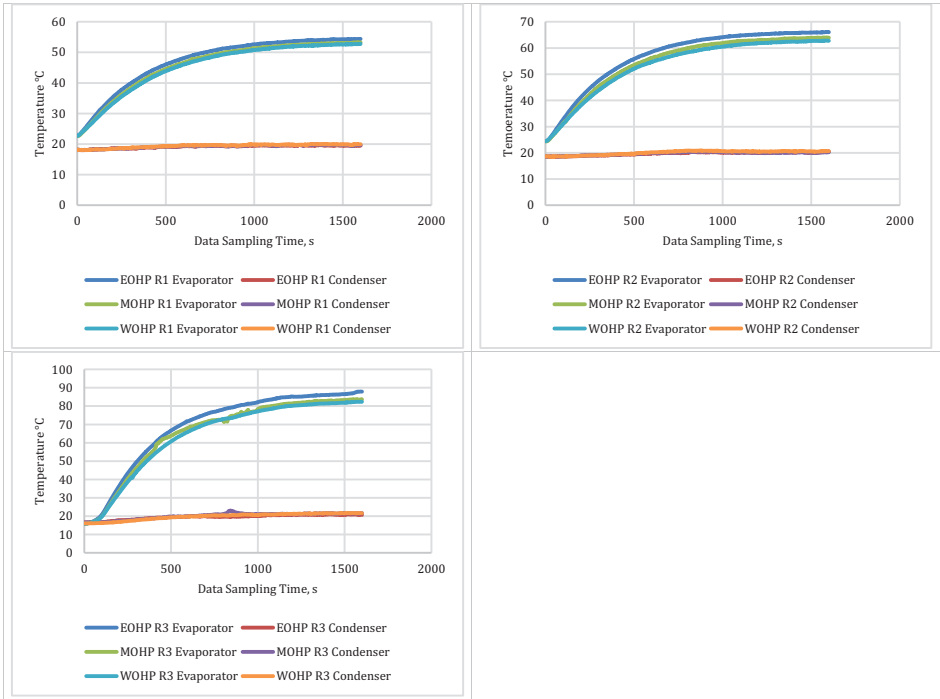 60
50
40
30
20
10
0
Temperature °C
0 500 1000 1500 2000
Data Sampling Time, s
EOHP R1 Evaporator EOHP R1 Condenser
MOHP R1 Evaporator MOHP R1 Condenser
WOHP R1 Evaporator WOHP R1 Condenser
70
60
50
40
30
20
10
0
Temoerature °C
0 500 1000 1500 2000
Data Sampling Time, s
EOHP R2 Evaporator EOHP R2 Condenser
MOHP R2 Evaporator MOHP R2 Condenser
WOHP R2 Evaporator WOHP R2 Condenser
100
90
80
70
60
50
40
30
20
10
0
Temperature °C
0 500 1000 1500 2000
Data Sampling Time, s
EOHP R3 Evaporator EOHP R3 Condenser
MOHP R3 Evaporator MOHP R3 Condenser
WOHP R3 Evaporator WOHP R3 Condenser